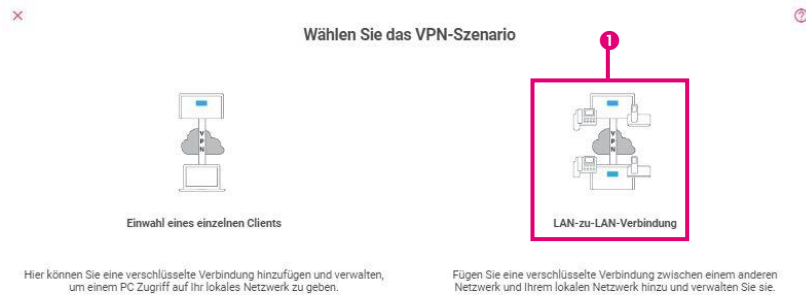 Wählen Sie das VPN-Szenario
1
VPN
VPN
Einwahl eines einzelnen Clients
LAN-zu-LAN-Verbindung
Hier können Sie eine verschlüsselte Verbindung hinzufügen und verwalten,
um einem PC Zugriff auf Ihr lokales Netzwerk zu geben.
Fügen Sie eine verschlüsselte Verbindung zwischen einem anderen
Netzwerk und Ihrem lokalen Netzwerk hinzu und verwalten Sie sie.